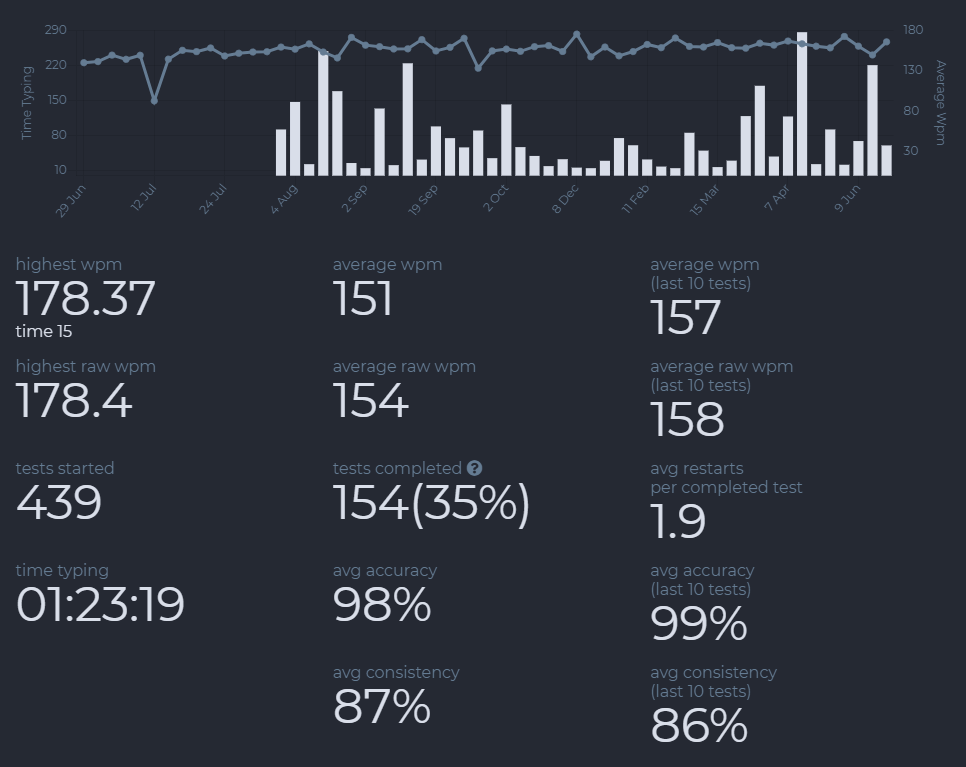 290
220
150
80
10
Time Typing
180
130
80
30
Average Wpm
29 Jun
12 Jul
24 Jul
4 Aug
2 Sep
19 Sep
2 Oct
8 Dec
11 Feb
15 Mar
7 Apr
9 Jun
highest wpm
178.37
time 15
average wpm
151
average wpm
(last 10 tests)
157
highest raw wpm
178.4
average raw wpm
154
average raw wpm
(last 10 tests)
158
tests started
439
tests completed ?
154(35%)
avg restarts
per completed test
1.9
time typing
01:23:19
avg accuracy
98%
avg accuracy
(last 10 tests)
99%
avg consistency
87%
avg consistency
(last 10 tests)
86%